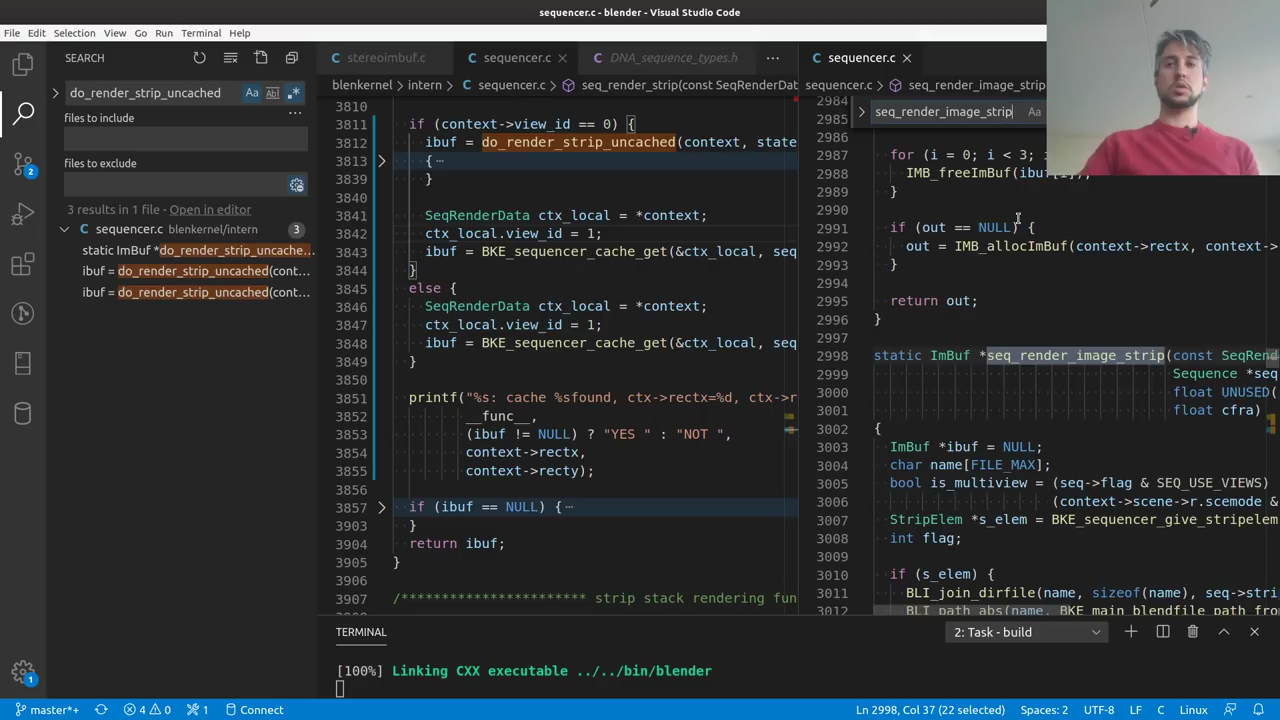 sequencer.c - blender - Visual Studio Code
File Edit Selection View Go Run Terminal Help
SEARCH
do_render_strip_uncached
files to include
files to exclude
3 results in 1 file - Open in editor
sequencer.c blenkernel/intern 3
static ImBuf *do_render_strip_uncache...
ibuf = do_render_strip_uncached(cont...
ibuf = do_render_strip_uncached(cont...
stereoimbuf.c sequencer.c DNA_sequence_types.h
blenkernel > intern > sequencer.c > seq_render_strip(const SeqRenderDat
3810
3811 if (context->view_id == 0) {
3812 ibuf = do_render_strip_uncached(context, state
3813 {
3839 }
3840
3841 SeqRenderData ctx_local = *context;
3842 ctx_local.view_id = 1;
3843 ibuf = BKE_sequencer_cache_get(&ctx_local, seq
3844 }
3845 else {
3846 SeqRenderData ctx_local = *context;
3847 ctx_local.view_id = 1;
3848 ibuf = BKE_sequencer_cache_get(&ctx_local, seq
3849 }
3850
3851 printf("%s: cache %sfound, ctx->rectx=%d, ctx->r
3852 __func__,
3853 (ibuf != NULL) ? "YES " : "NOT ",
3854 context->rectx,
3855 context->recty);
3856
3857 if (ibuf == NULL) {
3903 }
3904 return ibuf;
3905 }
3906
3907 /*********************** strip stack rendering fun
sequencer.c
blenkernel > intern > sequencer.c > seq_render_image_strip
seq_render_image_strip Aa
2984
2985
2986
2987 for (i = 0; i < 3; i
2988 IMB_freeImBuf(ibuf[i]);
2989 }
2990
2991 if (out == NULL) {
2992 out = IMB_allocImBuf(context->rectx, context->
2993 }
2994
2995 return out;
2996 }
2997
2998 static ImBuf *seq_render_image_strip(const SeqRen
2999 Sequence *seq
3000 float UNUSED(
3001 float cfra)
3002 {
3003 ImBuf *ibuf = NULL;
3004 char name[FILE_MAX];
3005 bool is_multiview = (seq->flag & SEQ_USE_VIEWS)
3006 (context->scene->r.scemode &
3007 StripElem *s_elem = BKE_sequencer_give_stripelem
3008 int flag;
3009
3010 if (s_elem) {
3011 BLI_join_dirfile(name, sizeof(name), seq->stri
3012 BLI_path_abs(name, BKE_main_blendfile_path_fro
TERMINAL
2: Task - build
[100%] Linking CXX executable ../../bin/blender
master*+ 4 0 1 Connect
Ln 2998, Col 37 (22 selected) Spaces: 2 UTF-8 LF C Linux